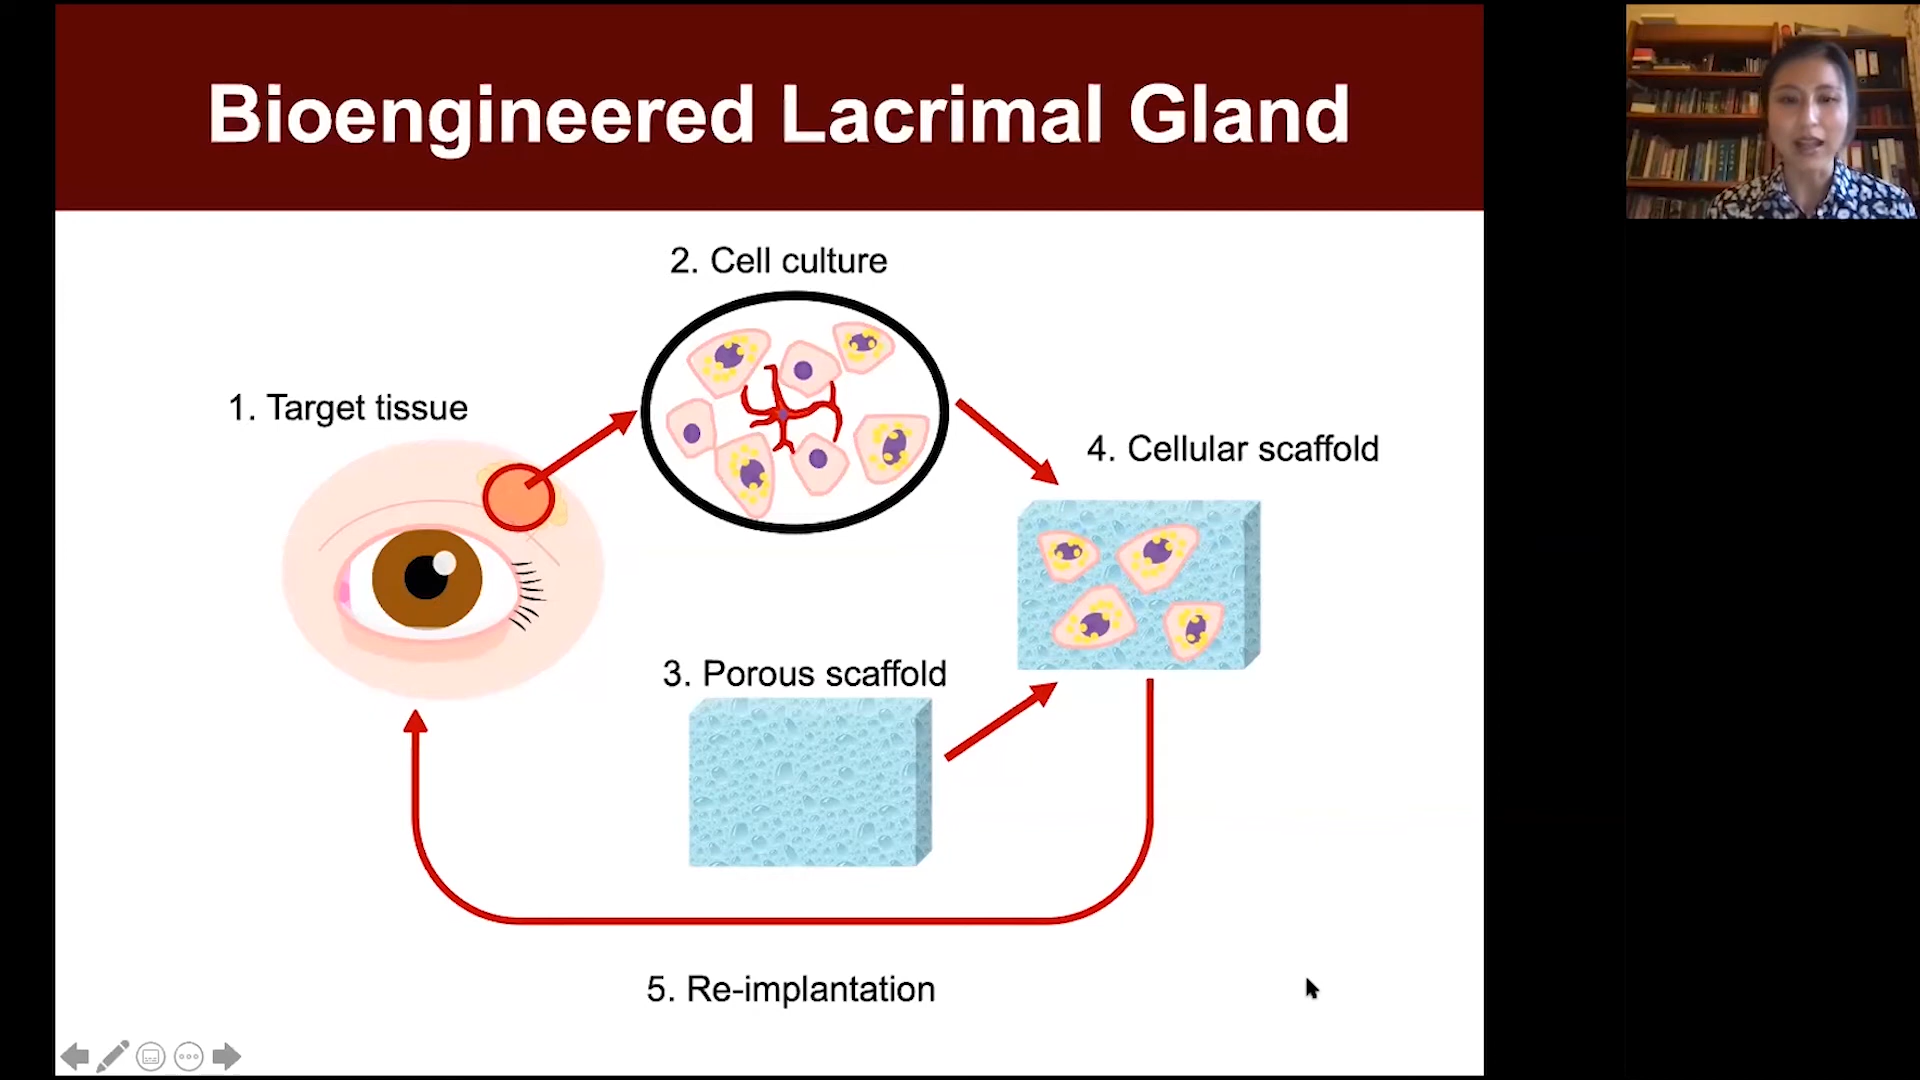 Bioengineered Lacrimal Gland
1. Target tissue
2. Cell culture
3. Porous scaffold
4. Cellular scaffold
5. Re-implantation